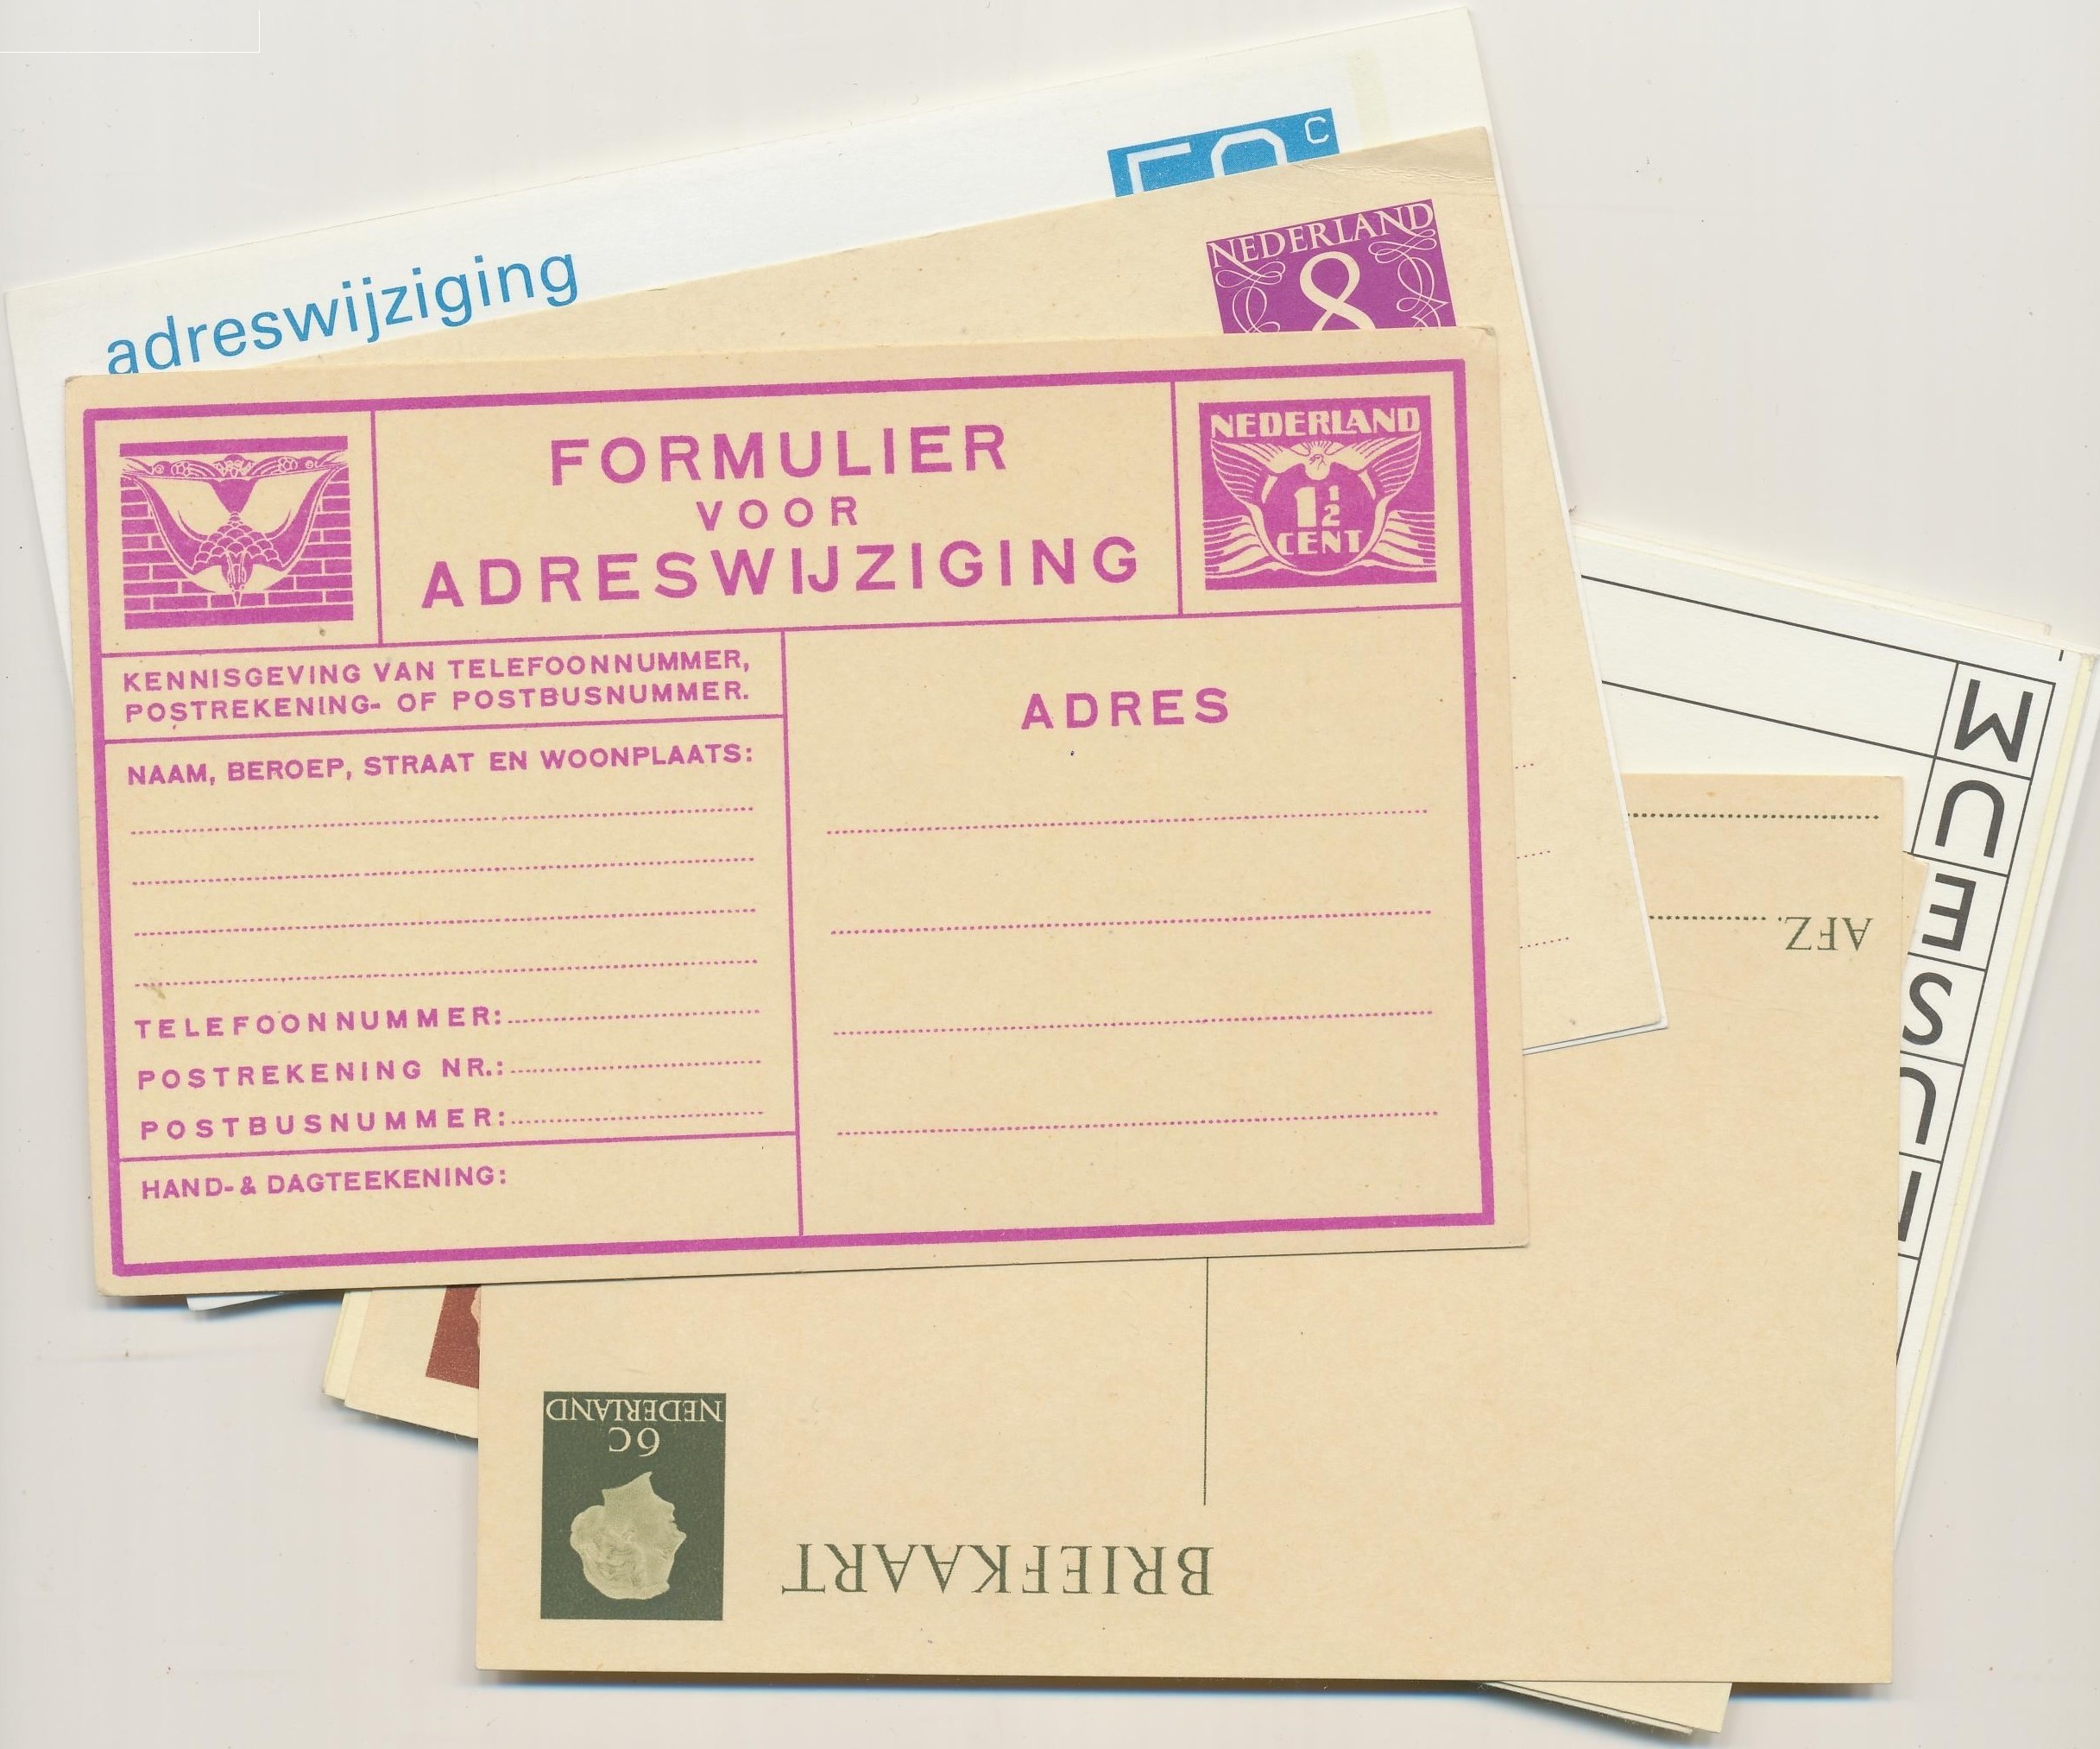 C
adreswijziging
NEDERLAND
8
FORMULIER
VOOR
ADRESWIJZIGING
NEDERLAND
1½
CENT
KENNISGEVING VAN TELEFOONNUMMER,
POSTREKENING- OF POSTBUSNUMMER.
NAAM, BEROEP, STRAAT EN WOONPLAATS:
TELEFOONNUMMER:
POSTREKENING NR.:
POSTBUSNUMMER:
HAND- & DAGTEEKENING:
ADRES
AFZ.
BRIEFKAART
NEDERLAND
6C